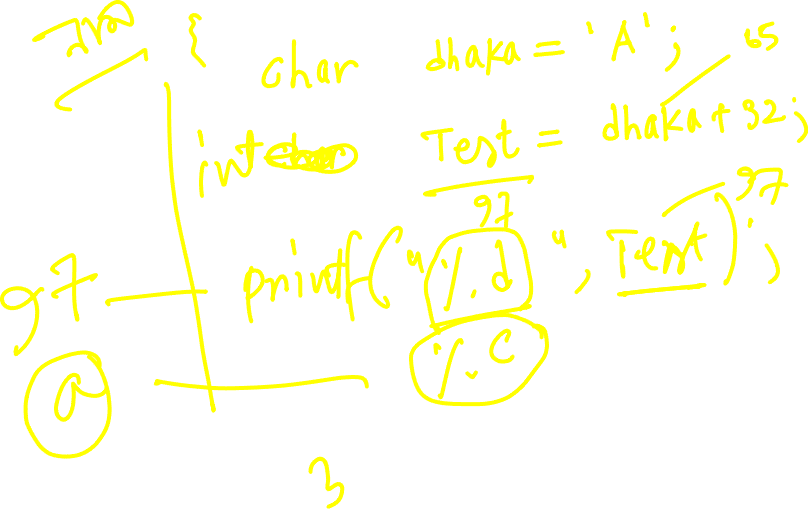 {
char dhaka = 'A'; 65
int Test = dhaka + 32;
97 97
97 printf("%d", Test);
a %c
}